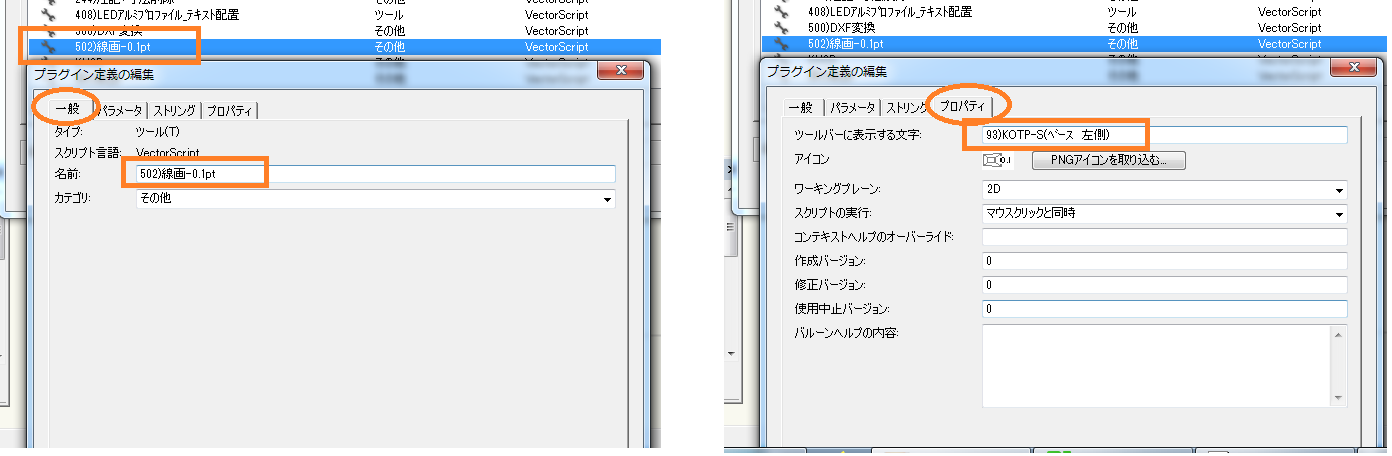 408)LEDアルミプロファイル_テキスト配置 ツール VectorScript
500)DXF変換 その他 VectorScript
502)線画-0.1pt その他 VectorScript
プラグイン定義の編集
一般 パラメータ ストリング プロパティ
タイプ: ツール(T)
スクリプト言語: VectorScript
名前: 502)線画-0.1pt
カテゴリ: その他
408)LEDアルミプロファイル_テキスト配置 ツール VectorScript
500)DXF変換 その他 VectorScript
502)線画-0.1pt その他 VectorScript
プラグイン定義の編集
一般 パラメータ ストリング プロパティ
ツールバーに表示する文字: 93)KOTP-S(ベース 左側)
アイコン 0.1 PNGアイコンを取り込む...
ワーキングプレーン: 2D
スクリプトの実行: マウスクリックと同時
コンテキストヘルプのオーバーライド:
作成バージョン: 0
修正バージョン: 0
使用中止バージョン: 0
バルーンヘルプの内容: